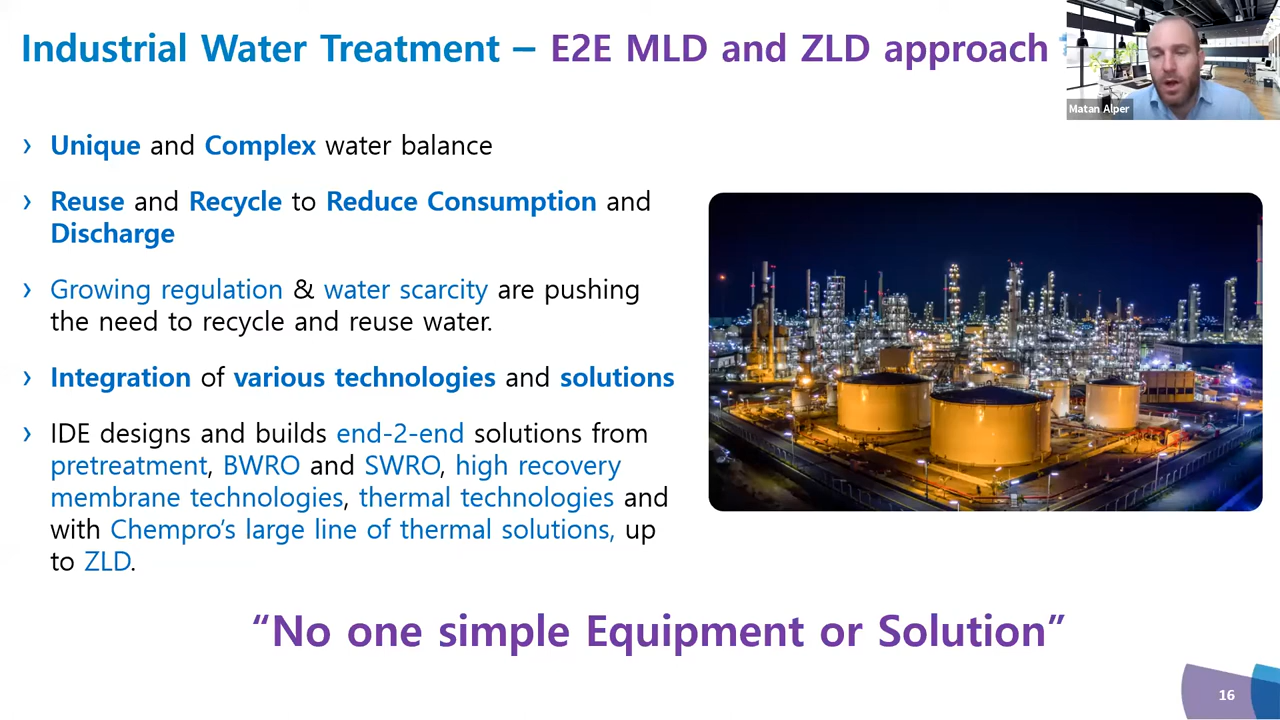 Industrial Water Treatment – E2E MLD and ZLD approach
Matan Alper
› Unique and Complex water balance
› Reuse and Recycle to Reduce Consumption and
Discharge
› Growing regulation & water scarcity are pushing
the need to recycle and reuse water.
› Integration of various technologies and solutions
› IDE designs and builds end-2-end solutions from
pretreatment, BWRO and SWRO, high recovery
membrane technologies, thermal technologies and
with Chempro’s large line of thermal solutions, up
to ZLD.
“No one simple Equipment or Solution”
16